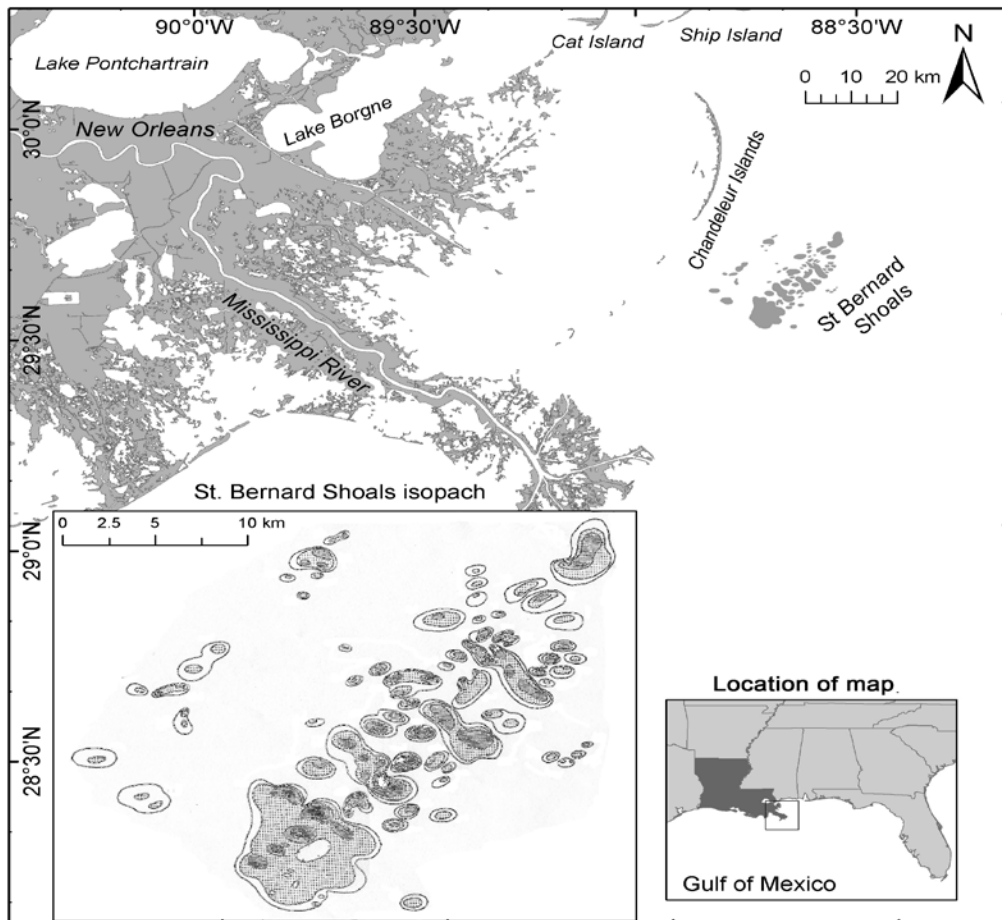 90°0'W
89°30'W
88°30'W
Cat Island
Ship Island
N
Lake Pontchartrain
0 10 20 km
New Orleans
Lake Borgne
30°0'N
Chandeleur Islands
St Bernard
Shoals
29°30'N
Mississippi River
St. Bernard Shoals isopach
0 2.5 5 10 km
29°0'N
28°30'N
Location of map
Gulf of Mexico